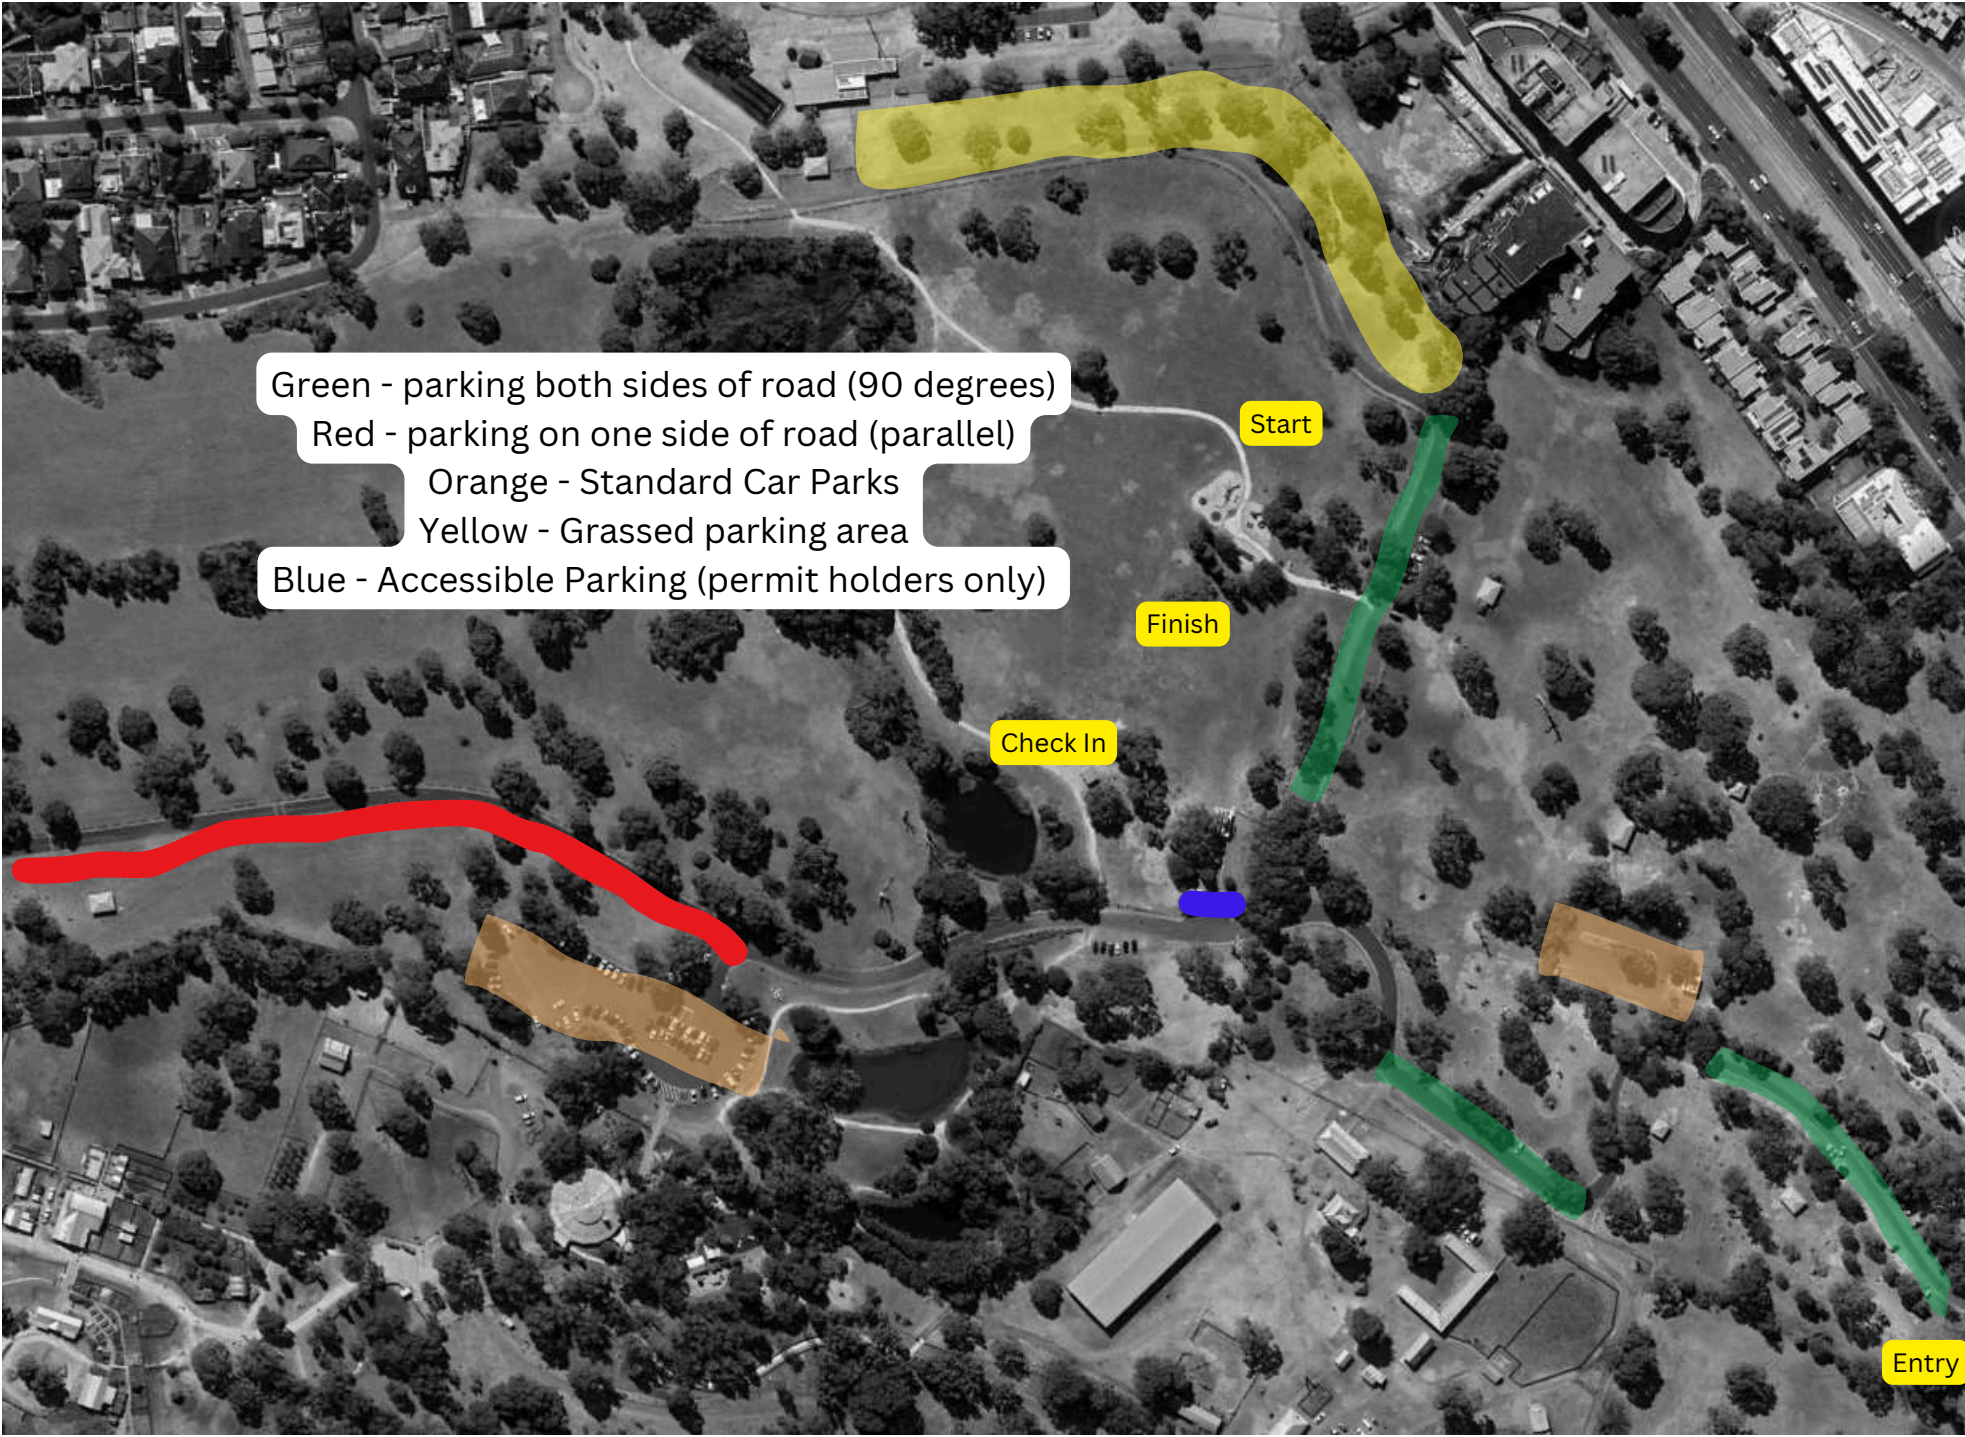 Green - parking both sides of road (90 degrees)
Red - parking on one side of road (parallel)
Orange - Standard Car Parks
Yellow - Grassed parking area
Blue - Accessible Parking (permit holders only)
Start
Finish
Check In
Entry